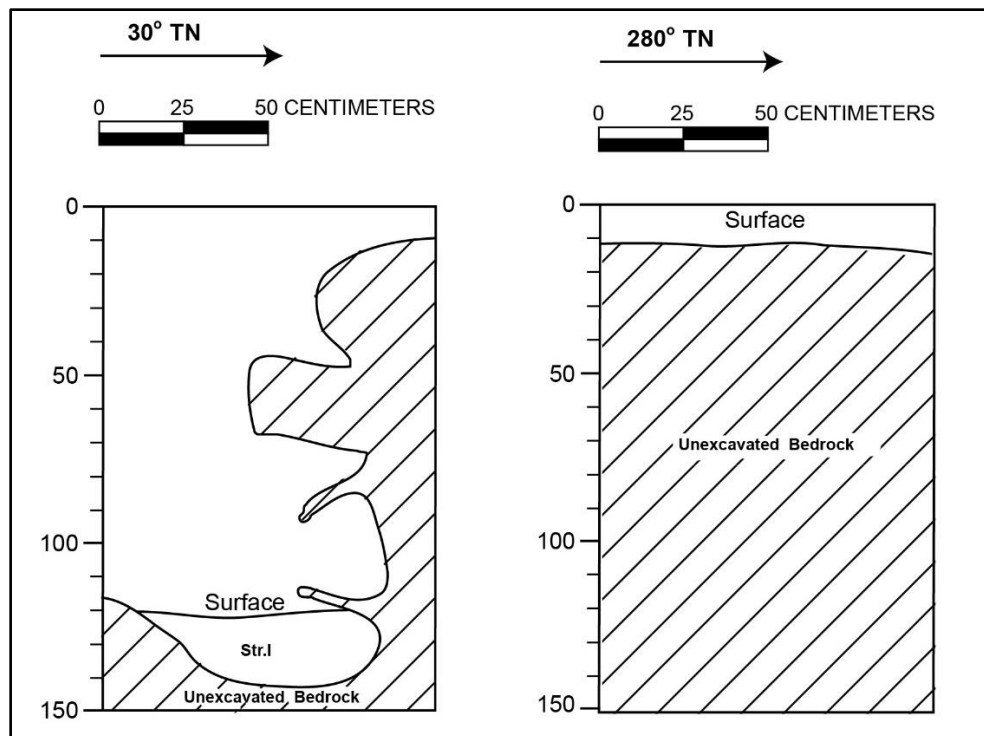 30° TN
0 25 50 CENTIMETERS
0
50
100
150
Surface
Str.I
Unexcavated Bedrock
280° TN
0 25 50 CENTIMETERS
0
50
100
150
Surface
Unexcavated Bedrock